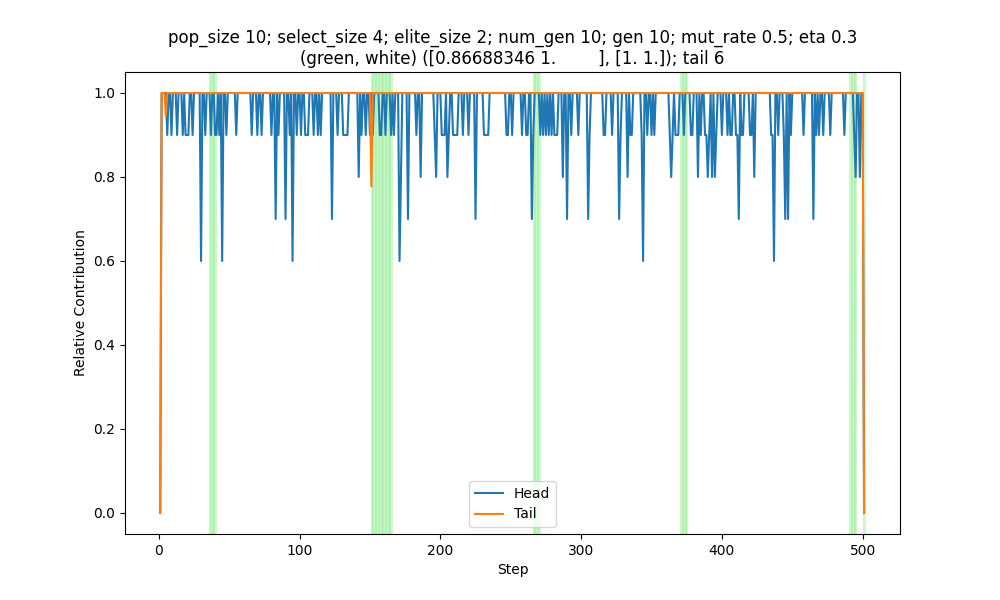 pop_size 10; select_size 4; elite_size 2; num_gen 10; gen 10; mut_rate 0.5; eta 0.3
(green, white) ([0.86688346 1.        ], [1. 1.]); tail 6
1.0
0.8
0.6
0.4
0.2
0.0
Relative Contribution
Head
Tail
0
100
200
300
400
500
Step